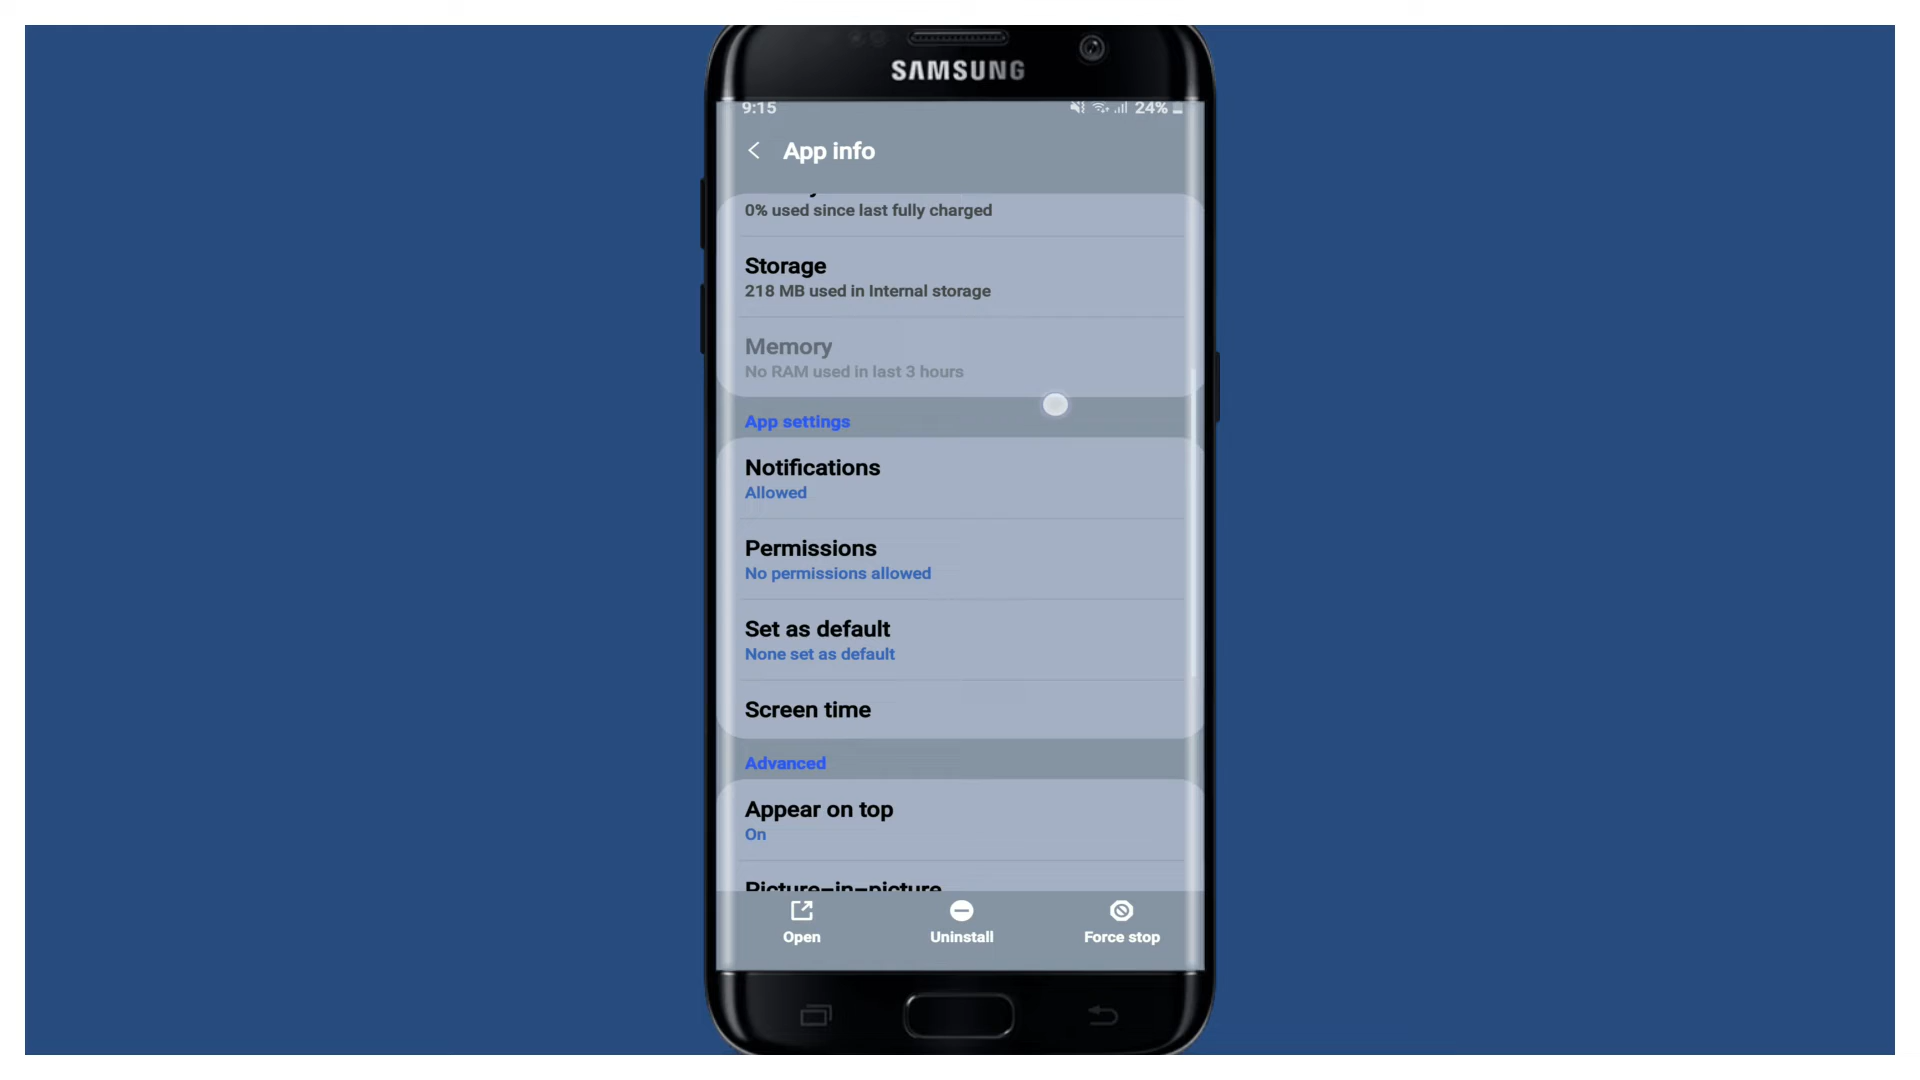 SAMSUNG
9:15
24%
App info
0% used since last fully charged
Storage
218 MB used in Internal storage
Memory
No RAM used in last 3 hours
App settings
Notifications
Allowed
Permissions
No permissions allowed
Set as default
None set as default
Screen time
Advanced
Appear on top
On
Picture-in-picture
Open
Uninstall
Force stop